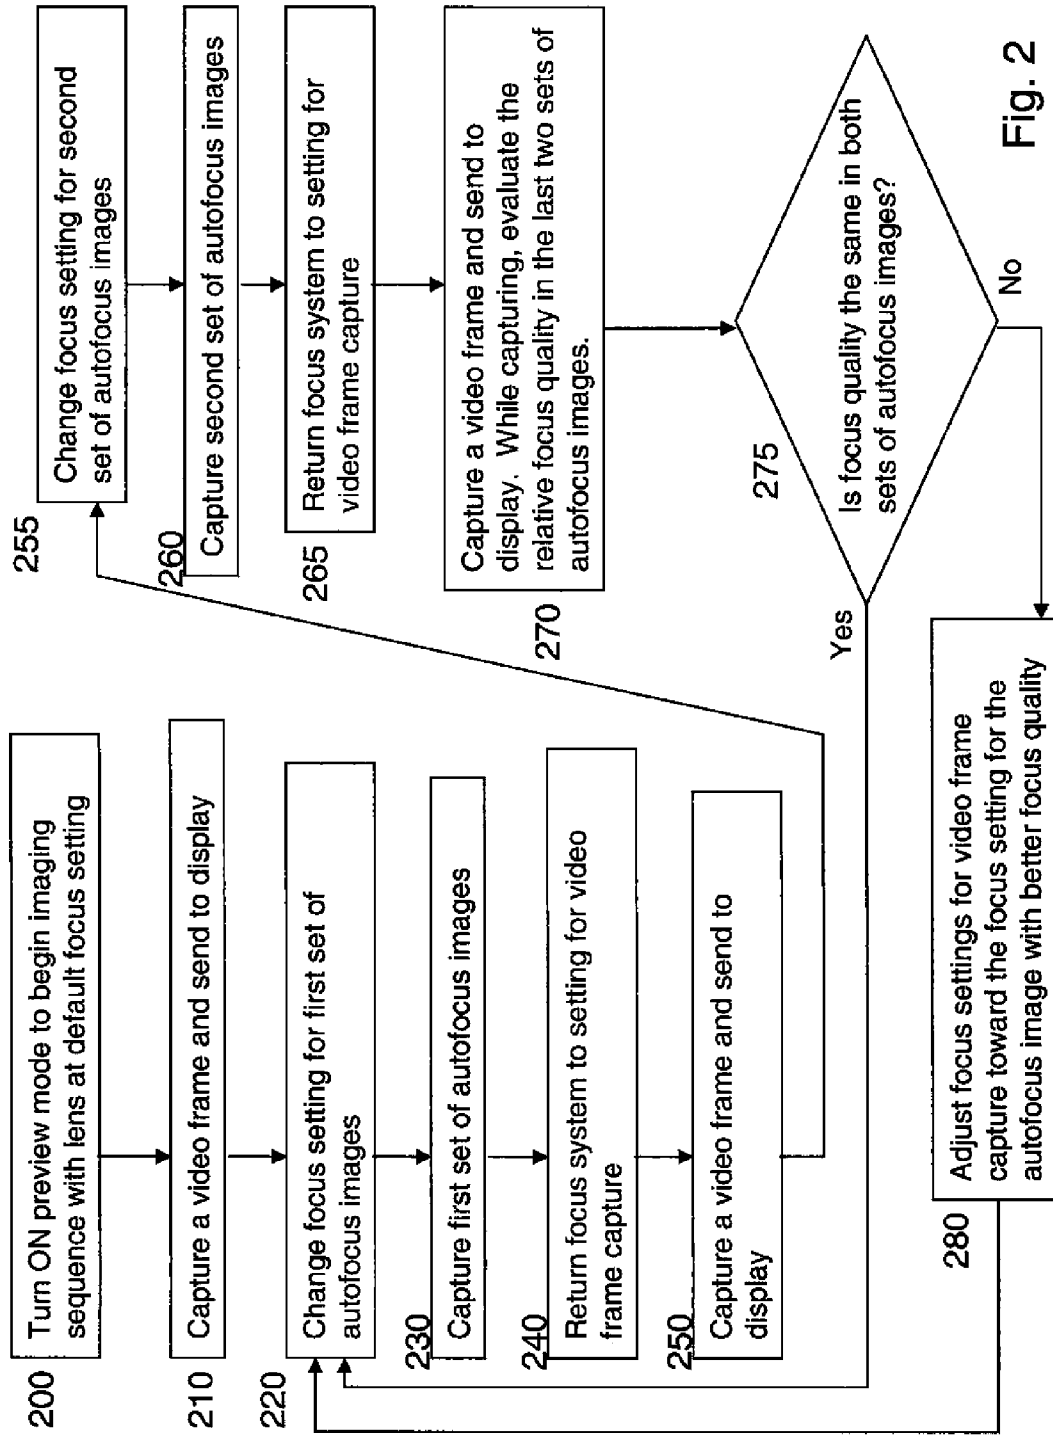 200
Turn ON preview mode to begin imaging
sequence with lens at default focus setting
210
Capture a video frame and send to display
220
Change focus setting for first set of
autofocus images
230
Capture first set of autofocus images
240
Return focus system to setting for video
frame capture
250
Capture a video frame and send to
display
255
Change focus setting for second
set of autofocus images
260
Capture second set of autofocus images
265
Return focus system to setting for
video frame capture
270
Capture a video frame and send to
display. While capturing, evaluate the
relative focus quality in the last two sets of
autofocus images.
275
Is focus quality the same in both
sets of autofocus images?
Yes
No
280
Adjust focus settings for video frame
capture toward the focus setting for the
autofocus image with better focus quality
Fig. 2